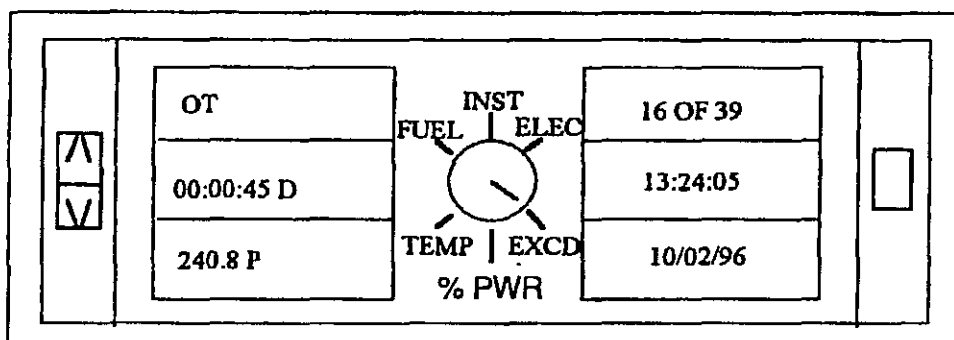 OT
00:00:45 D
240.8 P
INST
FUEL
ELEC
TEMP
EXCD
% PWR
16 OF 39
13:24:05
10/02/96